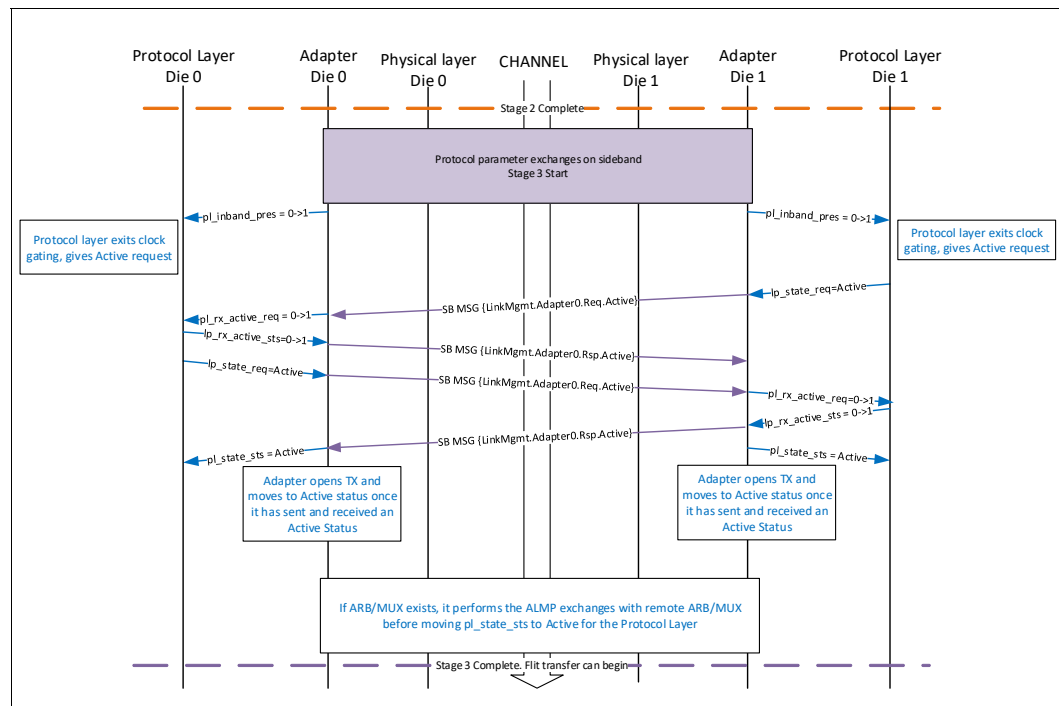 Protocol Layer
Die 0
Adapter
Die 0
Physical layer
Die 0
CHANNEL
Physical layer
Die 1
Adapter
Die 1
Protocol Layer
Die 1
Stage 2 Complete
Protocol parameter exchanges on sideband
Stage 3 Start
pl_inband_pres = 0->1
pl_inband_pres = 0->1
Protocol layer exits clock
gating, gives Active request
Protocol layer exits clock
gating, gives Active request
lp_state_req=Active
SB MSG {LinkMgmt.Adapter0.Req.Active}
pl_rx_active_req = 0->1
lp_rx_active_sts=0->1
SB MSG {LinkMgmt.Adapter0.Rsp.Active}
lp_state_req=Active
SB MSG {LinkMgmt.Adapter0.Req.Active}
pl_rx_active_req=0->1
lp_rx_active_sts = 0->1
SB MSG {LinkMgmt.Adapter0.Rsp.Active}
pl_state_sts = Active
pl_state_sts = Active
Adapter opens TX and
moves to Active status once
it has sent and received an
Active Status
Adapter opens TX and
moves to Active status once
it has sent and received an
Active Status
If ARB/MUX exists, it performs the ALMP exchanges with remote ARB/MUX
before moving pl_state_sts to Active for the Protocol Layer
Stage 3 Complete. Flit transfer can begin